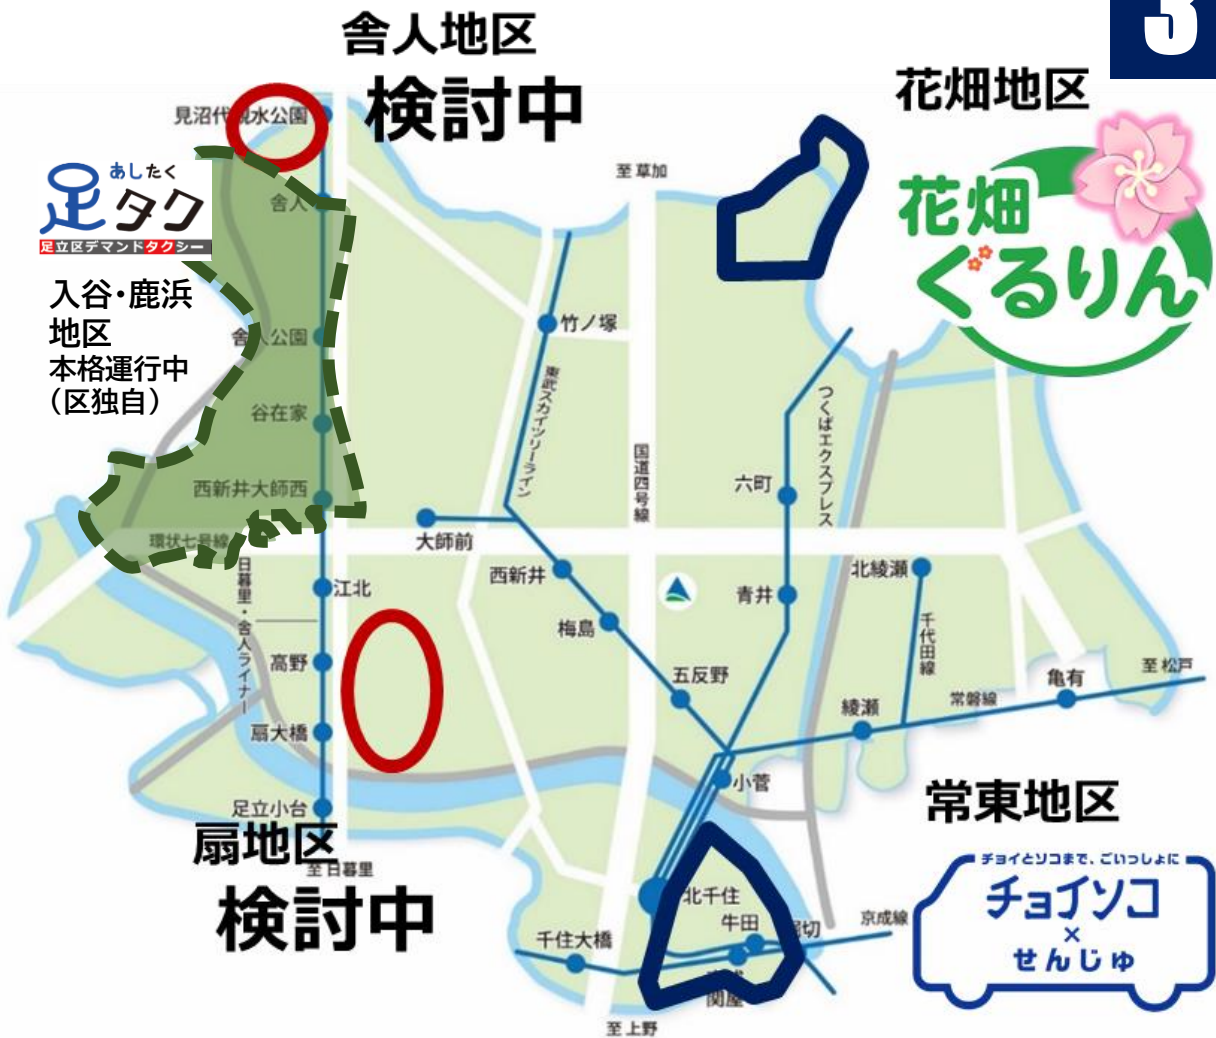 3
舎人地区
検討中
花畑地区
花畑
ぐるりん
見沼代親水公園
至 草加
あしたく
足タク
足立区デマンドタクシー
舎人
入谷・鹿浜
地区
本格運行中
（区独自）
舎人公園
竹ノ塚
東武スカイツリーライン
つくばエクスプレス
国道四号線
谷在家
西新井大師西
六町
大師前
環状七号線
西新井
北綾瀬
日暮里・舎人ライナー
江北
青井
梅島
千代田線
高野
五反野
亀有
至 松戸
常磐線
綾瀬
扇大橋
小菅
足立小台
扇地区
至 日暮里
検討中
常東地区
チョイとソコまで、ごいっしょに
チョイソコ
×
せんじゅ
北千住
牛田
堀切
京成線
千住大橋
関屋
至 上野